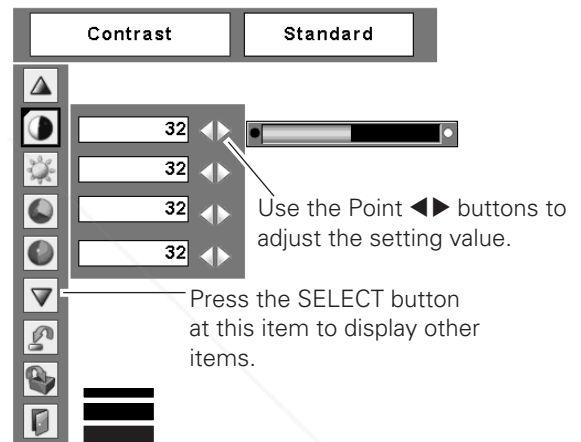 Contrast Standard
32
32
32
32
Use the Point ◀▶ buttons to
adjust the setting value.
Press the SELECT button
at this item to display other
items.